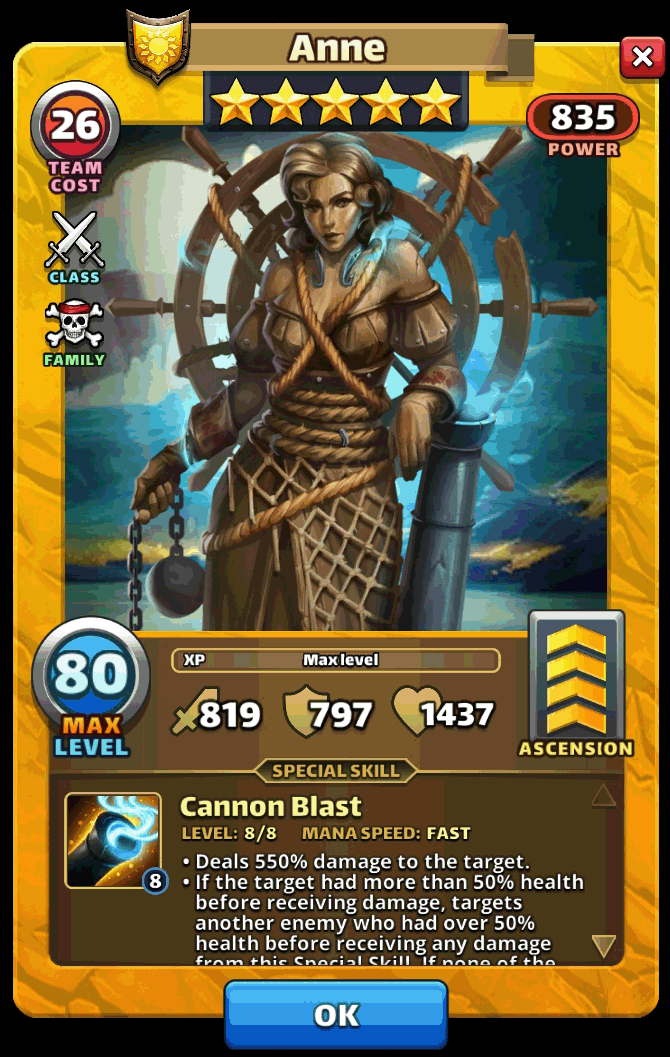 Anne
26
TEAM
COST
835
POWER
CLASS
FAMILY
80
MAX
LEVEL
XP Max level
819 797 1437
ASCENSION
SPECIAL SKILL
Cannon Blast
LEVEL: 8/8 MANA SPEED: FAST
8
• Deals 550% damage to the target.
• If the target had more than 50% health
before receiving damage, targets
another enemy who had over 50%
health before receiving any damage
from this Special Skill. If none of the
OK